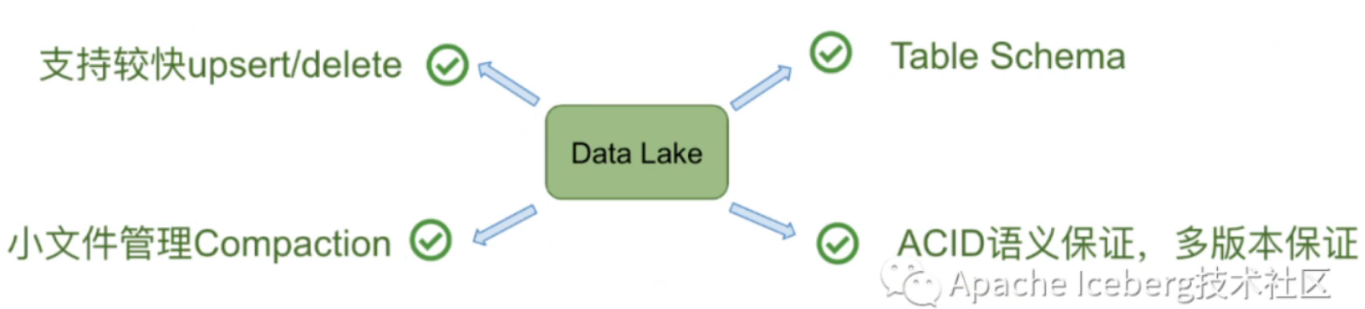 支持较快upsert/delete
Table Schema
Data Lake
小文件管理Compaction
ACID语义保证，多版本保证
Apache Iceberg技术社区